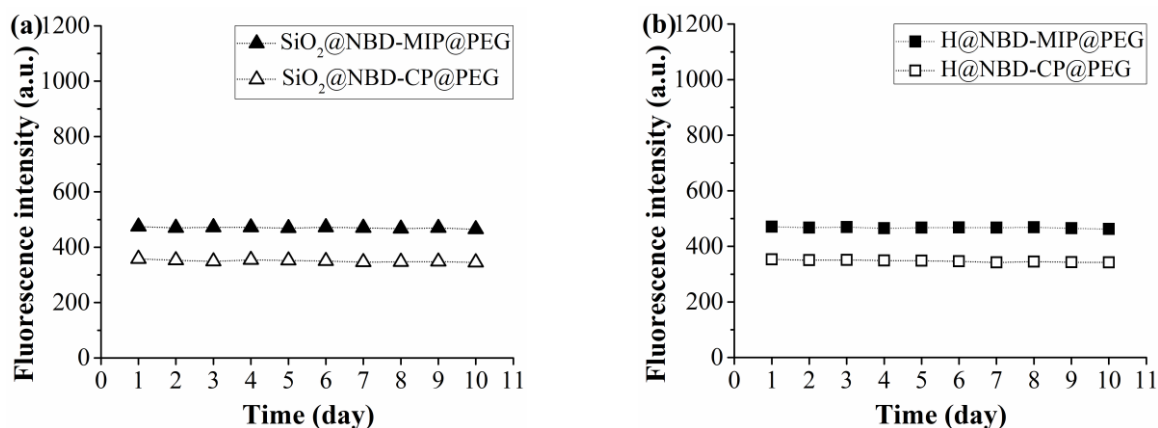 (a)
SiO2@NBD-MIP@PEG
SiO2@NBD-CP@PEG
Fluorescence intensity (a.u.)
1200
1000
800
600
400
200
0
0 1 2 3 4 5 6 7 8 9 10 11
Time (day)
(b)
H@NBD-MIP@PEG
H@NBD-CP@PEG
Fluorescence intensity (a.u.)
1200
1000
800
600
400
200
0
0 1 2 3 4 5 6 7 8 9 10 11
Time (day)